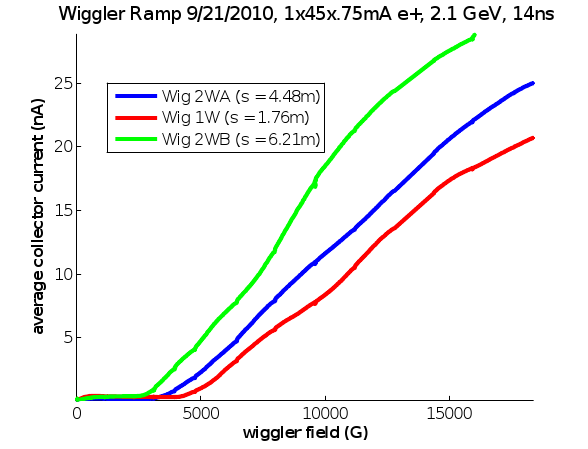 Wiggler Ramp 9/21/2010, 1x45x.75mA e+, 2.1 GeV, 14ns
average collector current (nA)
25
20
15
10
5
Wig 2WA (s = 4.48m)
Wig 1W (s = 1.76m)
Wig 2WB (s = 6.21m)
0
5000
10000
15000
wiggler field (G)